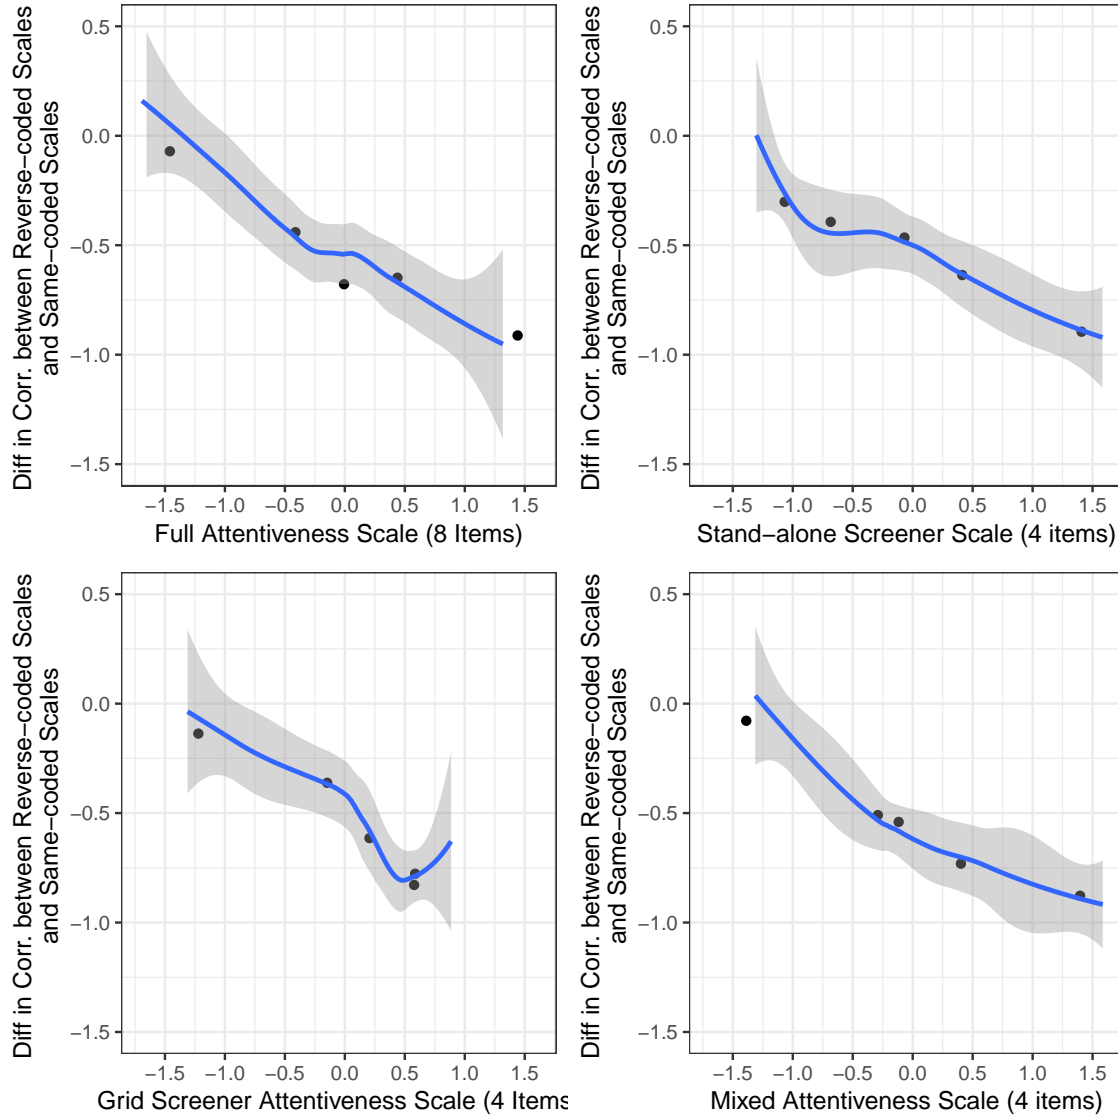 Diff in Corr. between Reverse−coded Scales
and Same−coded Scales
0.5
0.0
−0.5
−1.0
−1.5
−1.5 −1.0 −0.5 0.0 0.5 1.0 1.5
Full Attentiveness Scale (8 Items)
Diff in Corr. between Reverse−coded Scales
and Same−coded Scales
0.5
0.0
−0.5
−1.0
−1.5
−1.5 −1.0 −0.5 0.0 0.5 1.0 1.5
Stand−alone Screener Scale (4 items)
Diff in Corr. between Reverse−coded Scales
and Same−coded Scales
0.5
0.0
−0.5
−1.0
−1.5
−1.5 −1.0 −0.5 0.0 0.5 1.0 1.5
Grid Screener Attentiveness Scale (4 Items
Diff in Corr. between Reverse−coded Scales
and Same−coded Scales
0.5
0.0
−0.5
−1.0
−1.5
−1.5 −1.0 −0.5 0.0 0.5 1.0 1.5
Mixed Attentiveness Scale (4 items)